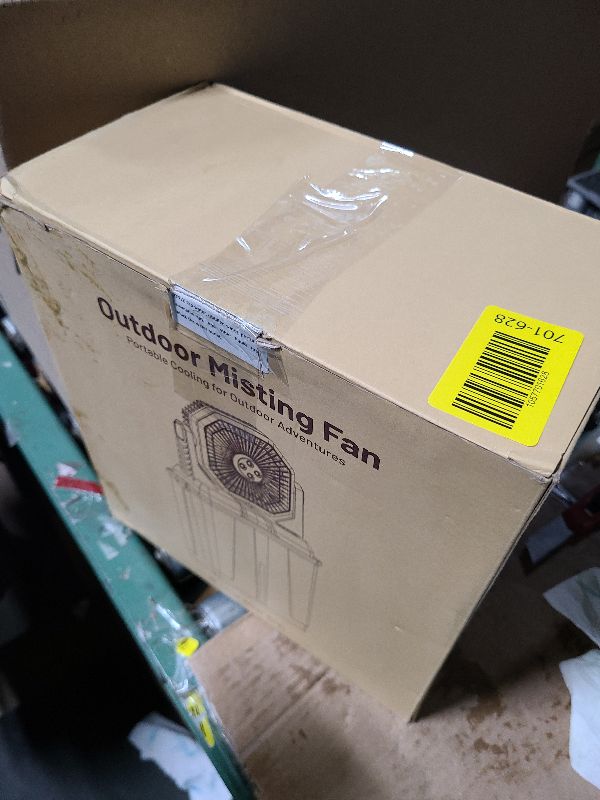 Outdoor Misting Fan
Portable Cooling for Outdoor Adventures
701-628